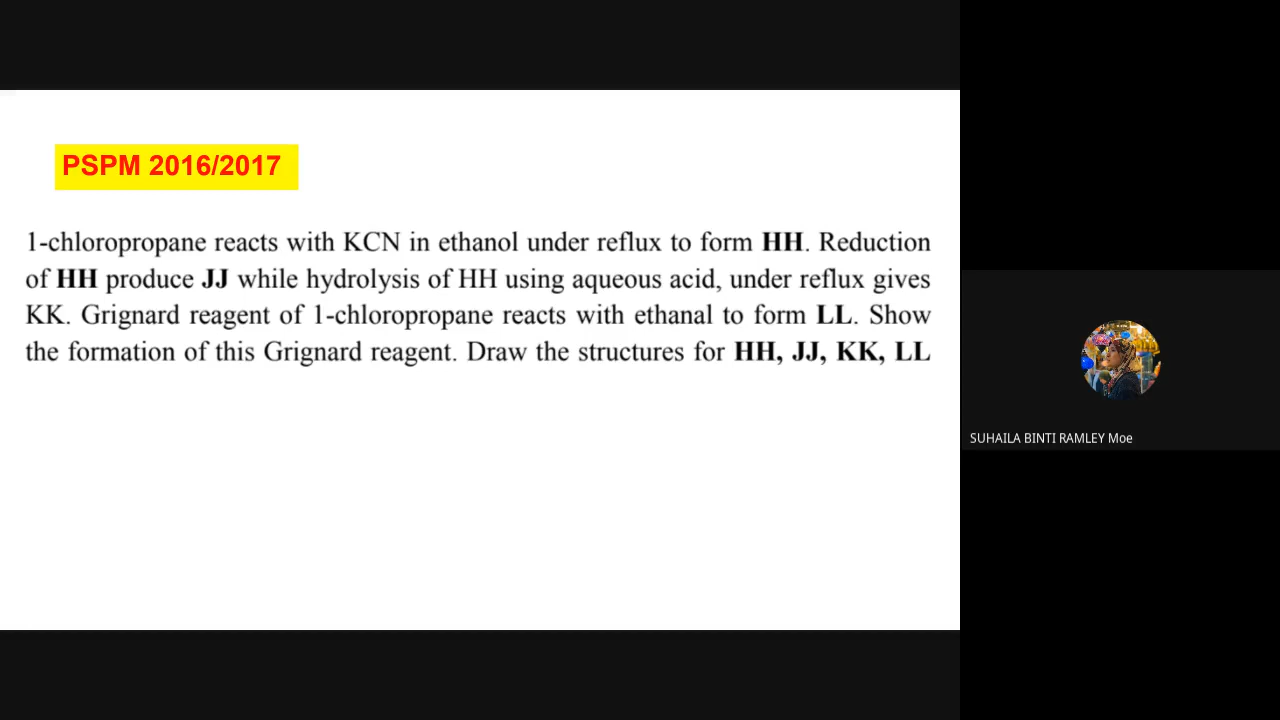 PSPM 2016/2017
1-chloropropane reacts with KCN in ethanol under reflux to form HH. Reduction
of HH produce JJ while hydrolysis of HH using aqueous acid, under reflux gives
KK. Grignard reagent of 1-chloropropane reacts with ethanal to form LL. Show
the formation of this Grignard reagent. Draw the structures for HH, JJ, KK, LL
SUHAILA BINTI RAMLEY Moe